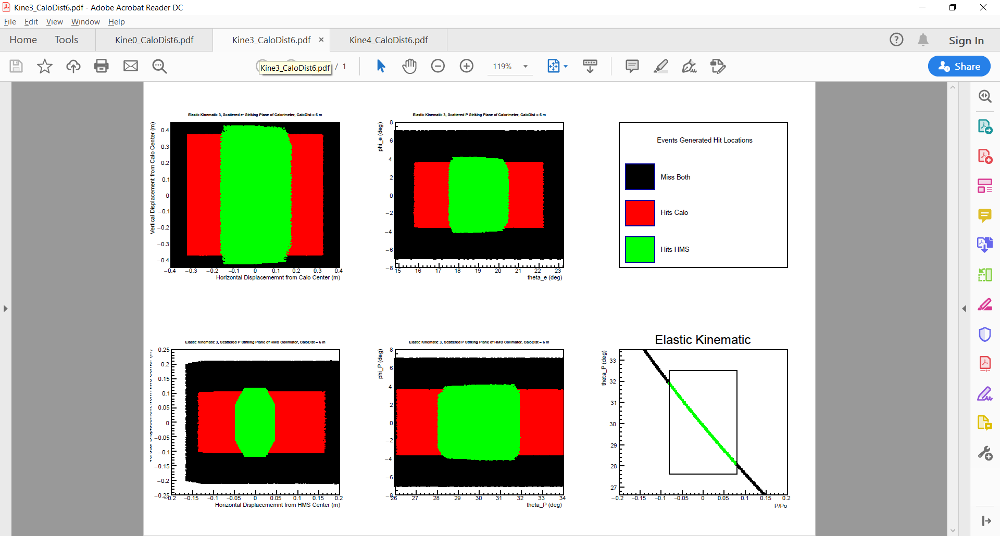 Kine3_CaloDist6.pdf - Adobe Acrobat Reader DC
File Edit View Window Help
Home Tools Kine0_CaloDist6.pdf Kine3_CaloDist6.pdf × Kine4_CaloDist6.pdf Sign In
Kine3_CaloDist6.pdf / 1 119% Share
Elastic Kinematic 3, Scattered e- Striking Plane of Calorimeter, CaloDist = 6 m
Vertical Displacement from Calo Center (m)
0.4
0.3
0.2
0.1
0
−0.1
−0.2
−0.3
−0.4
−0.4 −0.3 −0.2 −0.1 0 0.1 0.2 0.3 0.4
Horizontal Displacememnt from Calo Center (m)
Elastic Kinematic 3, Scattered P Striking Plane of Calorimeter, CaloDist = 6 m
phi_e (deg)
8
6
4
2
0
−2
−4
−6
−8
15 16 17 18 19 20 21 22 23
theta_e (deg)
Events Generated Hit Locations
Miss Both
Hits Calo
Hits HMS
Elastic Kinematic 3, Scattered P Striking Plane of HMS Collimator, CaloDist = 6 m
0.25
0.2
0.15
0.1
0.05
0
−0.05
−0.1
−0.15
−0.2
−0.25
−0.2 −0.15 −0.1 −0.05 0 0.05 0.1 0.15 0.2
Horizontal Displacememnt from HMS Center (m)
Elastic Kinematic 3, Scattered P Striking Plane of HMS Collimator, CaloDist = 6 m
phi_P (deg)
8
6
4
2
0
−2
−4
−6
−8
26 27 28 29 30 31 32 33 34
theta_P (deg)
Elastic Kinematic
theta_P (deg)
33
32
31
30
29
28
27
−0.2 −0.15 −0.1 −0.05 0 0.05 0.1 0.15 0.2
P/Po